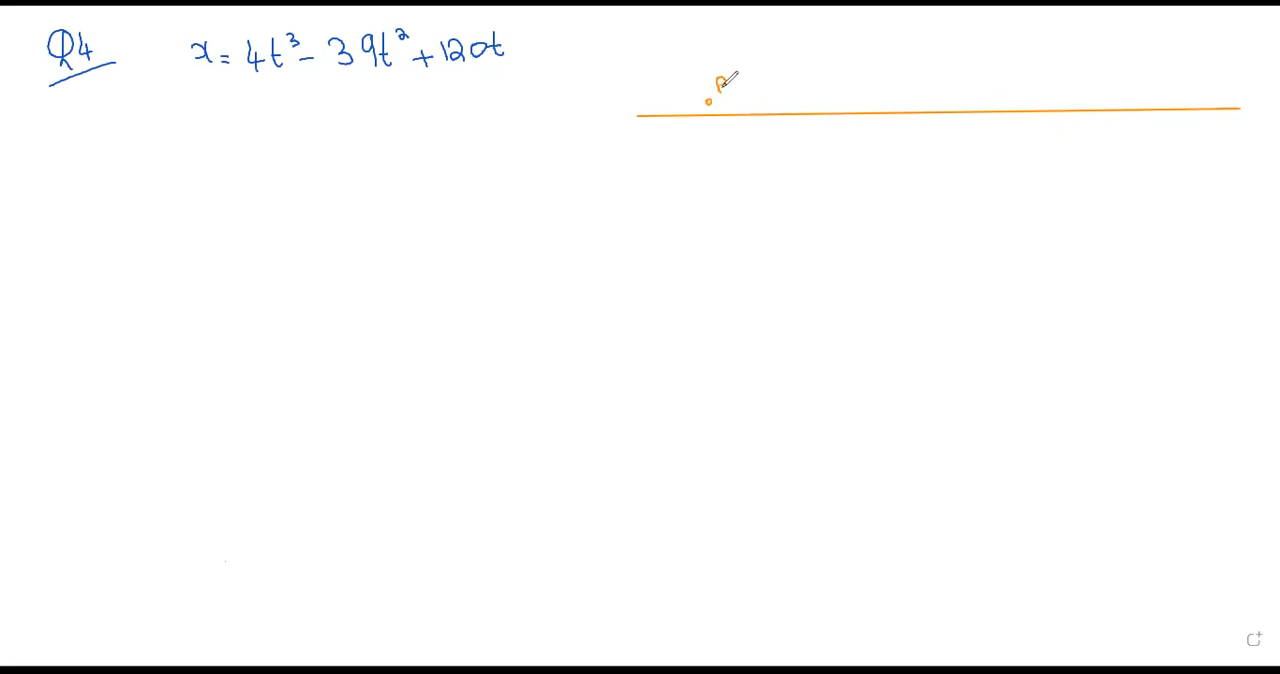 Q4 x = 4t³ - 39t² + 120t
P